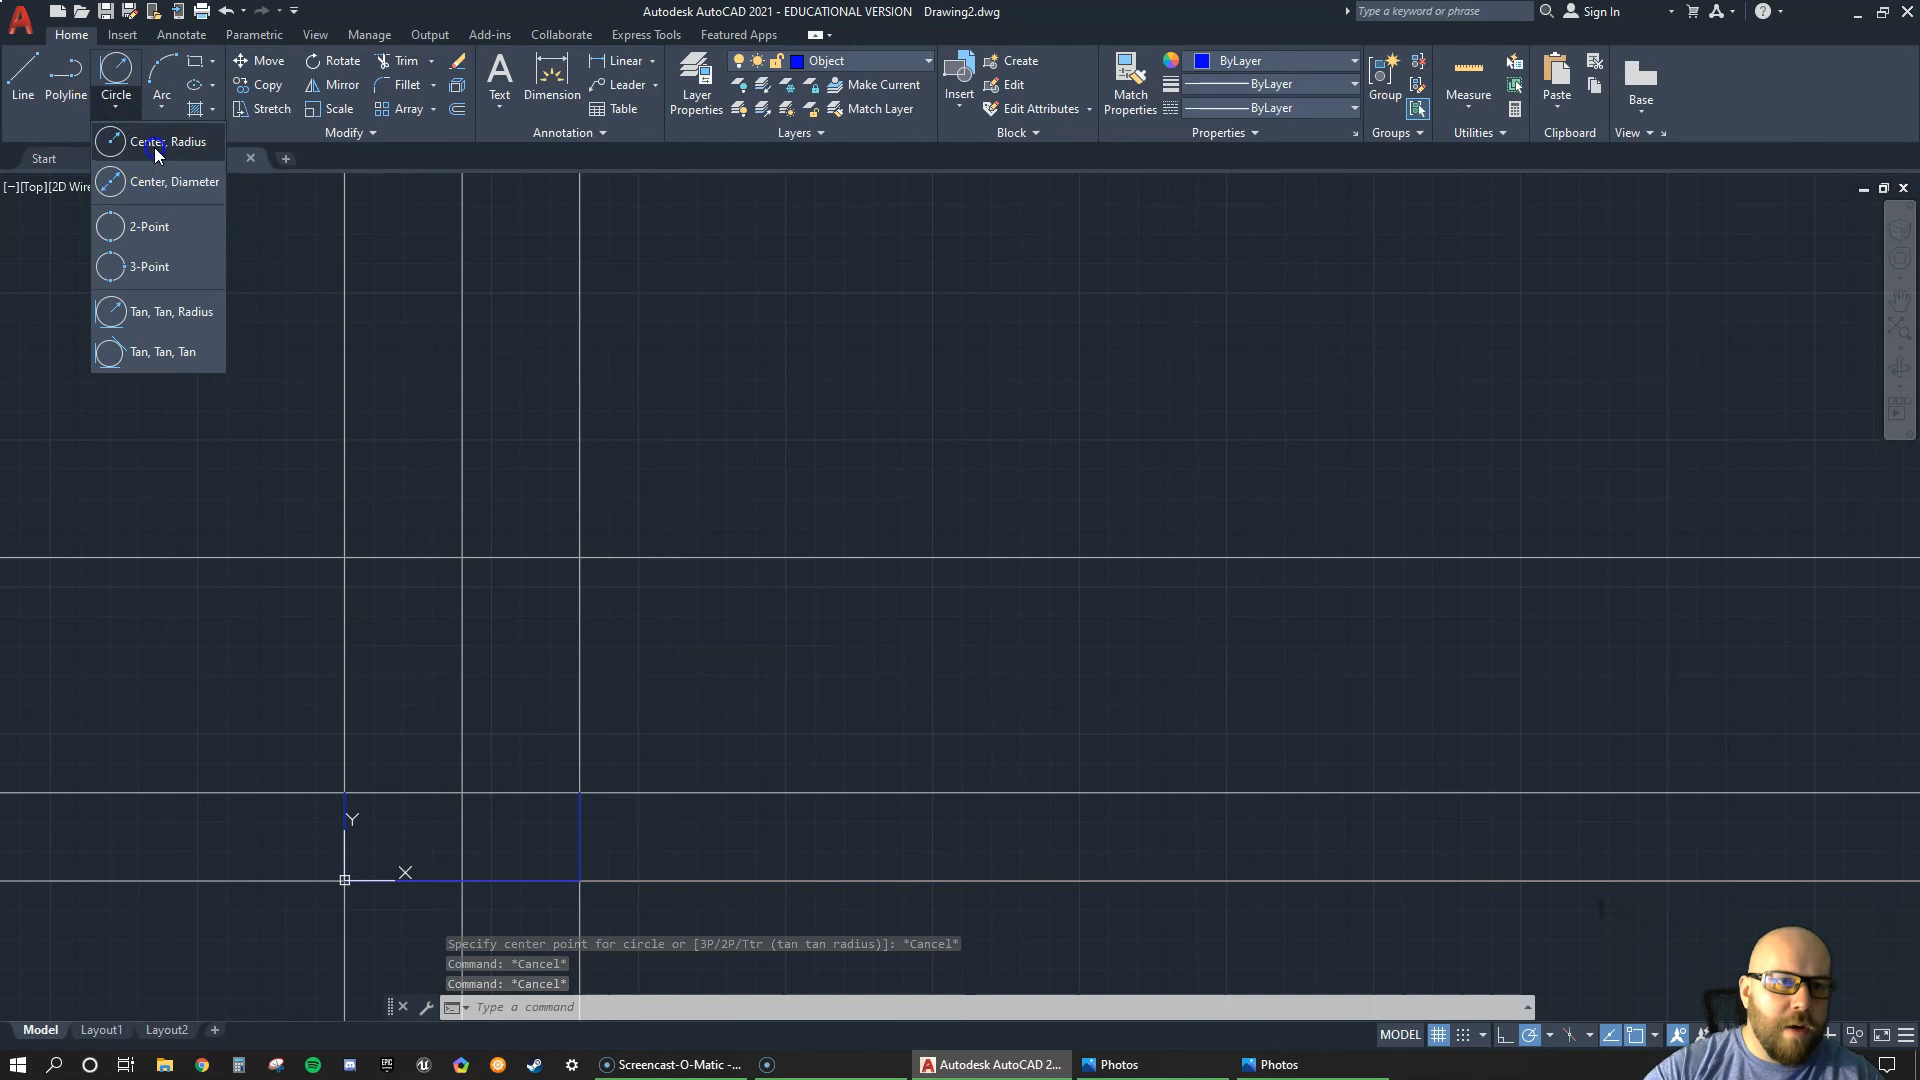 Autodesk AutoCAD 2021 - EDUCATIONAL VERSION Drawing2.dwg
Type a keyword or phrase
Sign In
Home Insert Annotate Parametric View Manage Output Add-ins Collaborate Express Tools Featured Apps
Line Polyline Circle Arc
Move Rotate Trim
Copy Mirror Fillet
Stretch Scale Array
Modify
Text Dimension
Linear
Leader
Table
Annotation
Layer Properties
Object
Make Current
Match Layer
Layers
Insert
Create
Edit
Edit Attributes
Block
Match Properties
ByLayer
ByLayer
ByLayer
Properties
Group
Groups
Measure
Utilities
Paste
Clipboard
Base
View
Start
[−][Top][2D Wire
Center, Radius
Center, Diameter
2-Point
3-Point
Tan, Tan, Radius
Tan, Tan, Tan
Y
X
Specify center point for circle or [3P/2P/Ttr (tan tan radius)]: *Cancel*
Command: *Cancel*
Command: *Cancel*
Type a command
Model Layout1 Layout2
MODEL
Screencast-O-Matic -...
Autodesk AutoCAD 2...
Photos
Photos